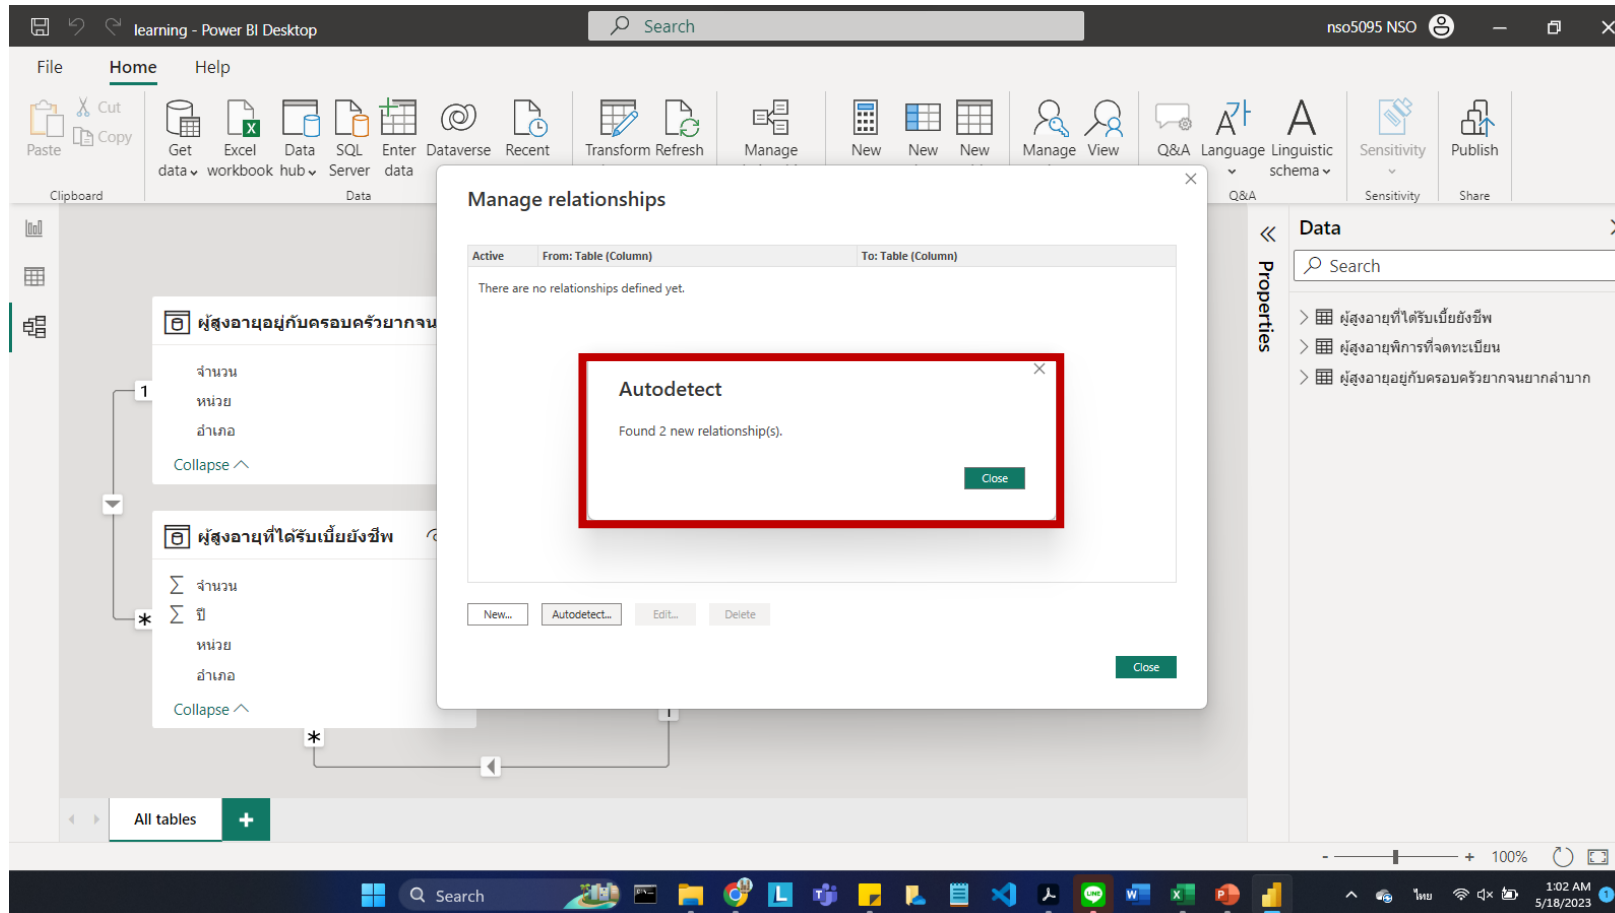 learning - Power BI Desktop
Search
nso5095 NSO
File Home Help
Paste
Cut
Copy
Get data
Excel workbook
Data hub
SQL Server
Enter data
Dataverse
Recent
Transform
Refresh
Manage
New
New
New
Manage
View
Q&A
Language
Linguistic schema
Sensitivity
Publish
Clipboard
Data
Q&A
Sensitivity
Share
Manage relationships
Active From: Table (Column) To: Table (Column)
There are no relationships defined yet.
Autodetect
Found 2 new relationship(s).
Close
New... Autodetect... Edit... Delete
Close
ผู้สูงอายุอยู่กับครอบครัวยากจน
จำนวน
หน่วย
อำเภอ
Collapse
1
*
ผู้สูงอายุที่ได้รับเบี้ยยังชีพ
∑ จำนวน
∑ ปี
หน่วย
อำเภอ
Collapse
*
Properties
Data
Search
ผู้สูงอายุที่ได้รับเบี้ยยังชีพ
ผู้สูงอายุพิการที่จดทะเบียน
ผู้สูงอายุอยู่กับครอบครัวยากจนยากลำบาก
All tables +
- + 100%
Search
ไทย
1:02 AM
5/18/2023
1